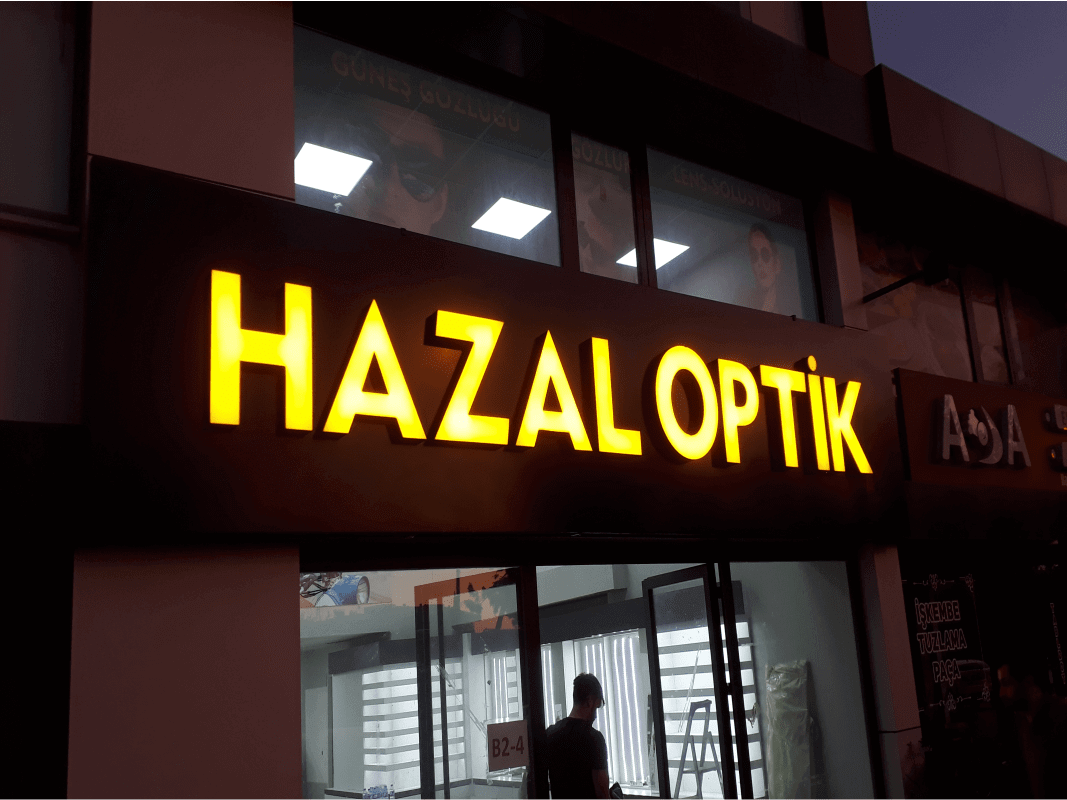 GÜNEŞ GÖZLÜĞÜ
LENS-SOLÜSYON
HAZAL OPTİK
İŞKEMBE
TUZLAMA
PAÇA
B2-4